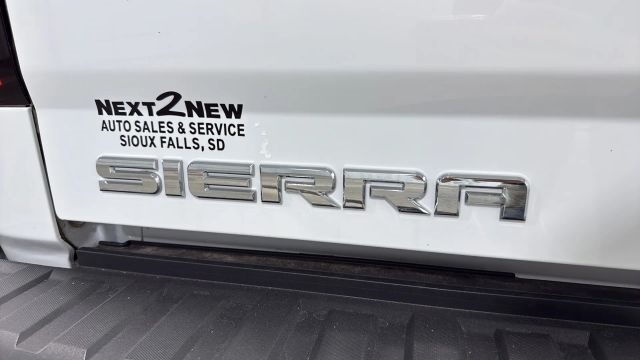 NEXT2NEW
AUTO SALES & SERVICE
SIOUX FALLS, SD
SIERRA